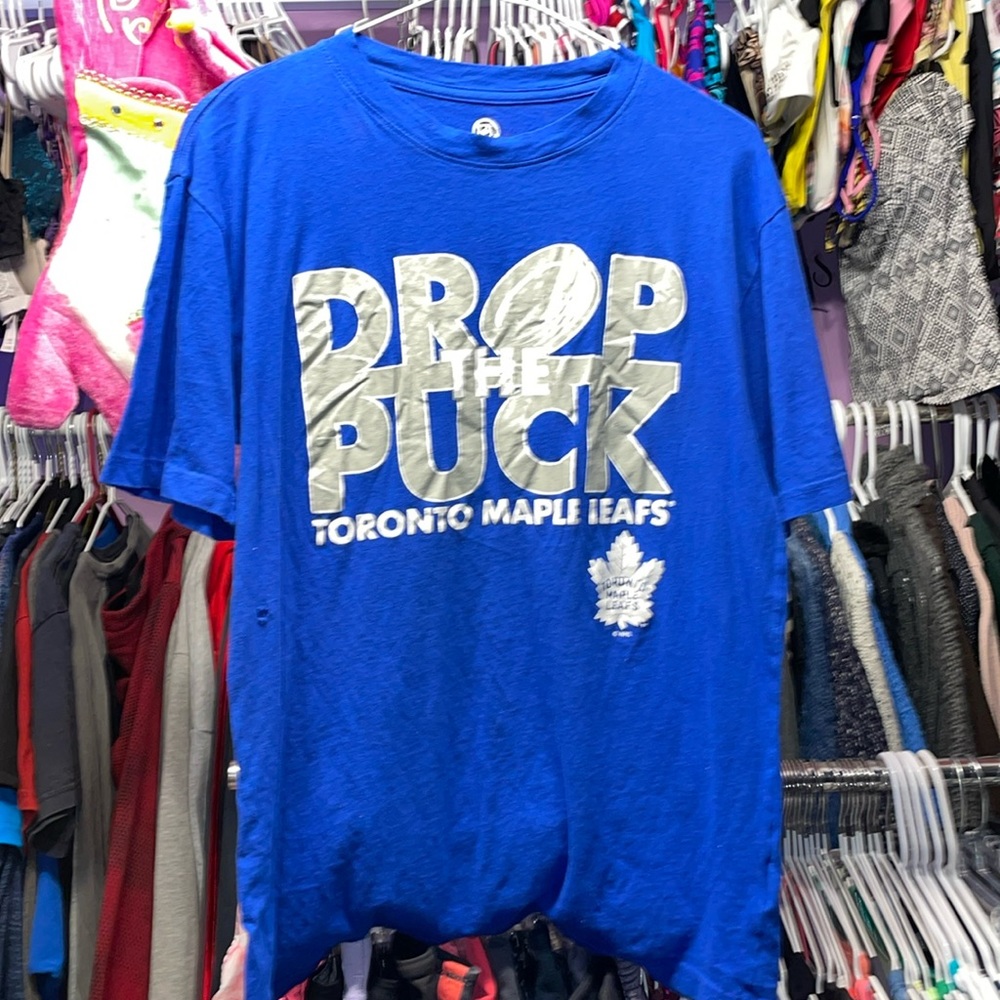 DROP
THE
PUCK
TORONTO MAPLE LEAFS
TORONTO
MAPLE
LEAFS